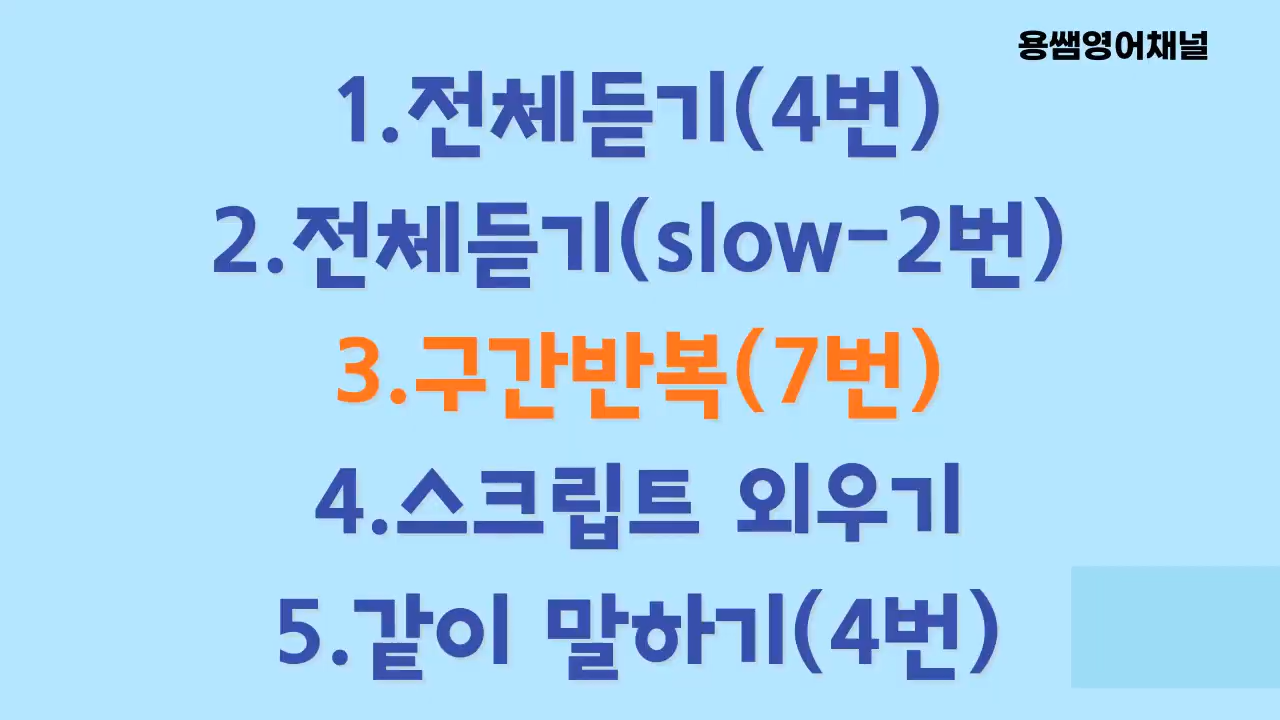 용쌤영어채널
1.전체듣기(4번)
2.전체듣기(slow-2번)
3.구간반복(7번)
4.스크립트 외우기
5.같이 말하기(4번)